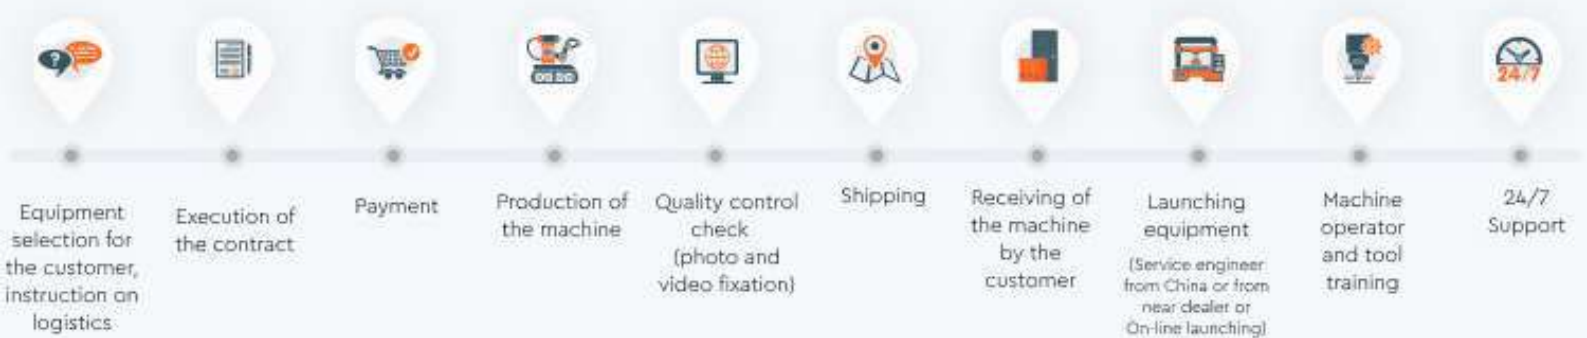 ?
24/7
Equipment
selection for
the customer,
instruction on
logistics
Execution of
the contract
Payment
Production of
the machine
Quality control
check
(photo and
video fixation)
Shipping
Receiving of
the machine
by the
customer
Launching
equipment
(Service engineer
from China or from
near dealer or
On-line launching)
Machine
operator
and tool
training
24/7
Support